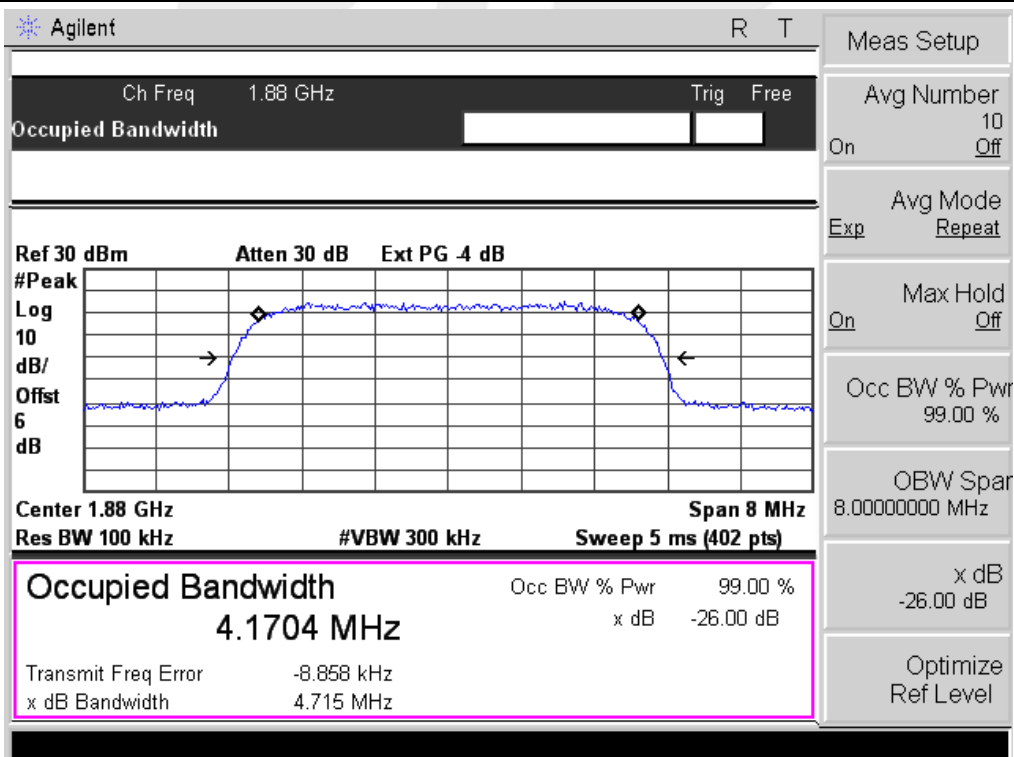 Agilent R T
Ch Freq 1.88 GHz Trig Free
Occupied Bandwidth
Ref 30 dBm Atten 30 dB Ext PG -4 dB
#Peak
Log
10
dB/
Offst
6
dB
Center 1.88 GHz Span 8 MHz
Res BW 100 kHz #VBW 300 kHz Sweep 5 ms (402 pts)
Occupied Bandwidth Occ BW % Pwr 99.00 %
4.1704 MHz x dB -26.00 dB
Transmit Freq Error -8.858 kHz
x dB Bandwidth 4.715 MHz
Meas Setup
Avg Number
10
On Off
Avg Mode
Exp Repeat
Max Hold
On Off
Occ BW % Pwr
99.00 %
OBW Span
8.00000000 MHz
x dB
-26.00 dB
Optimize
Ref Level